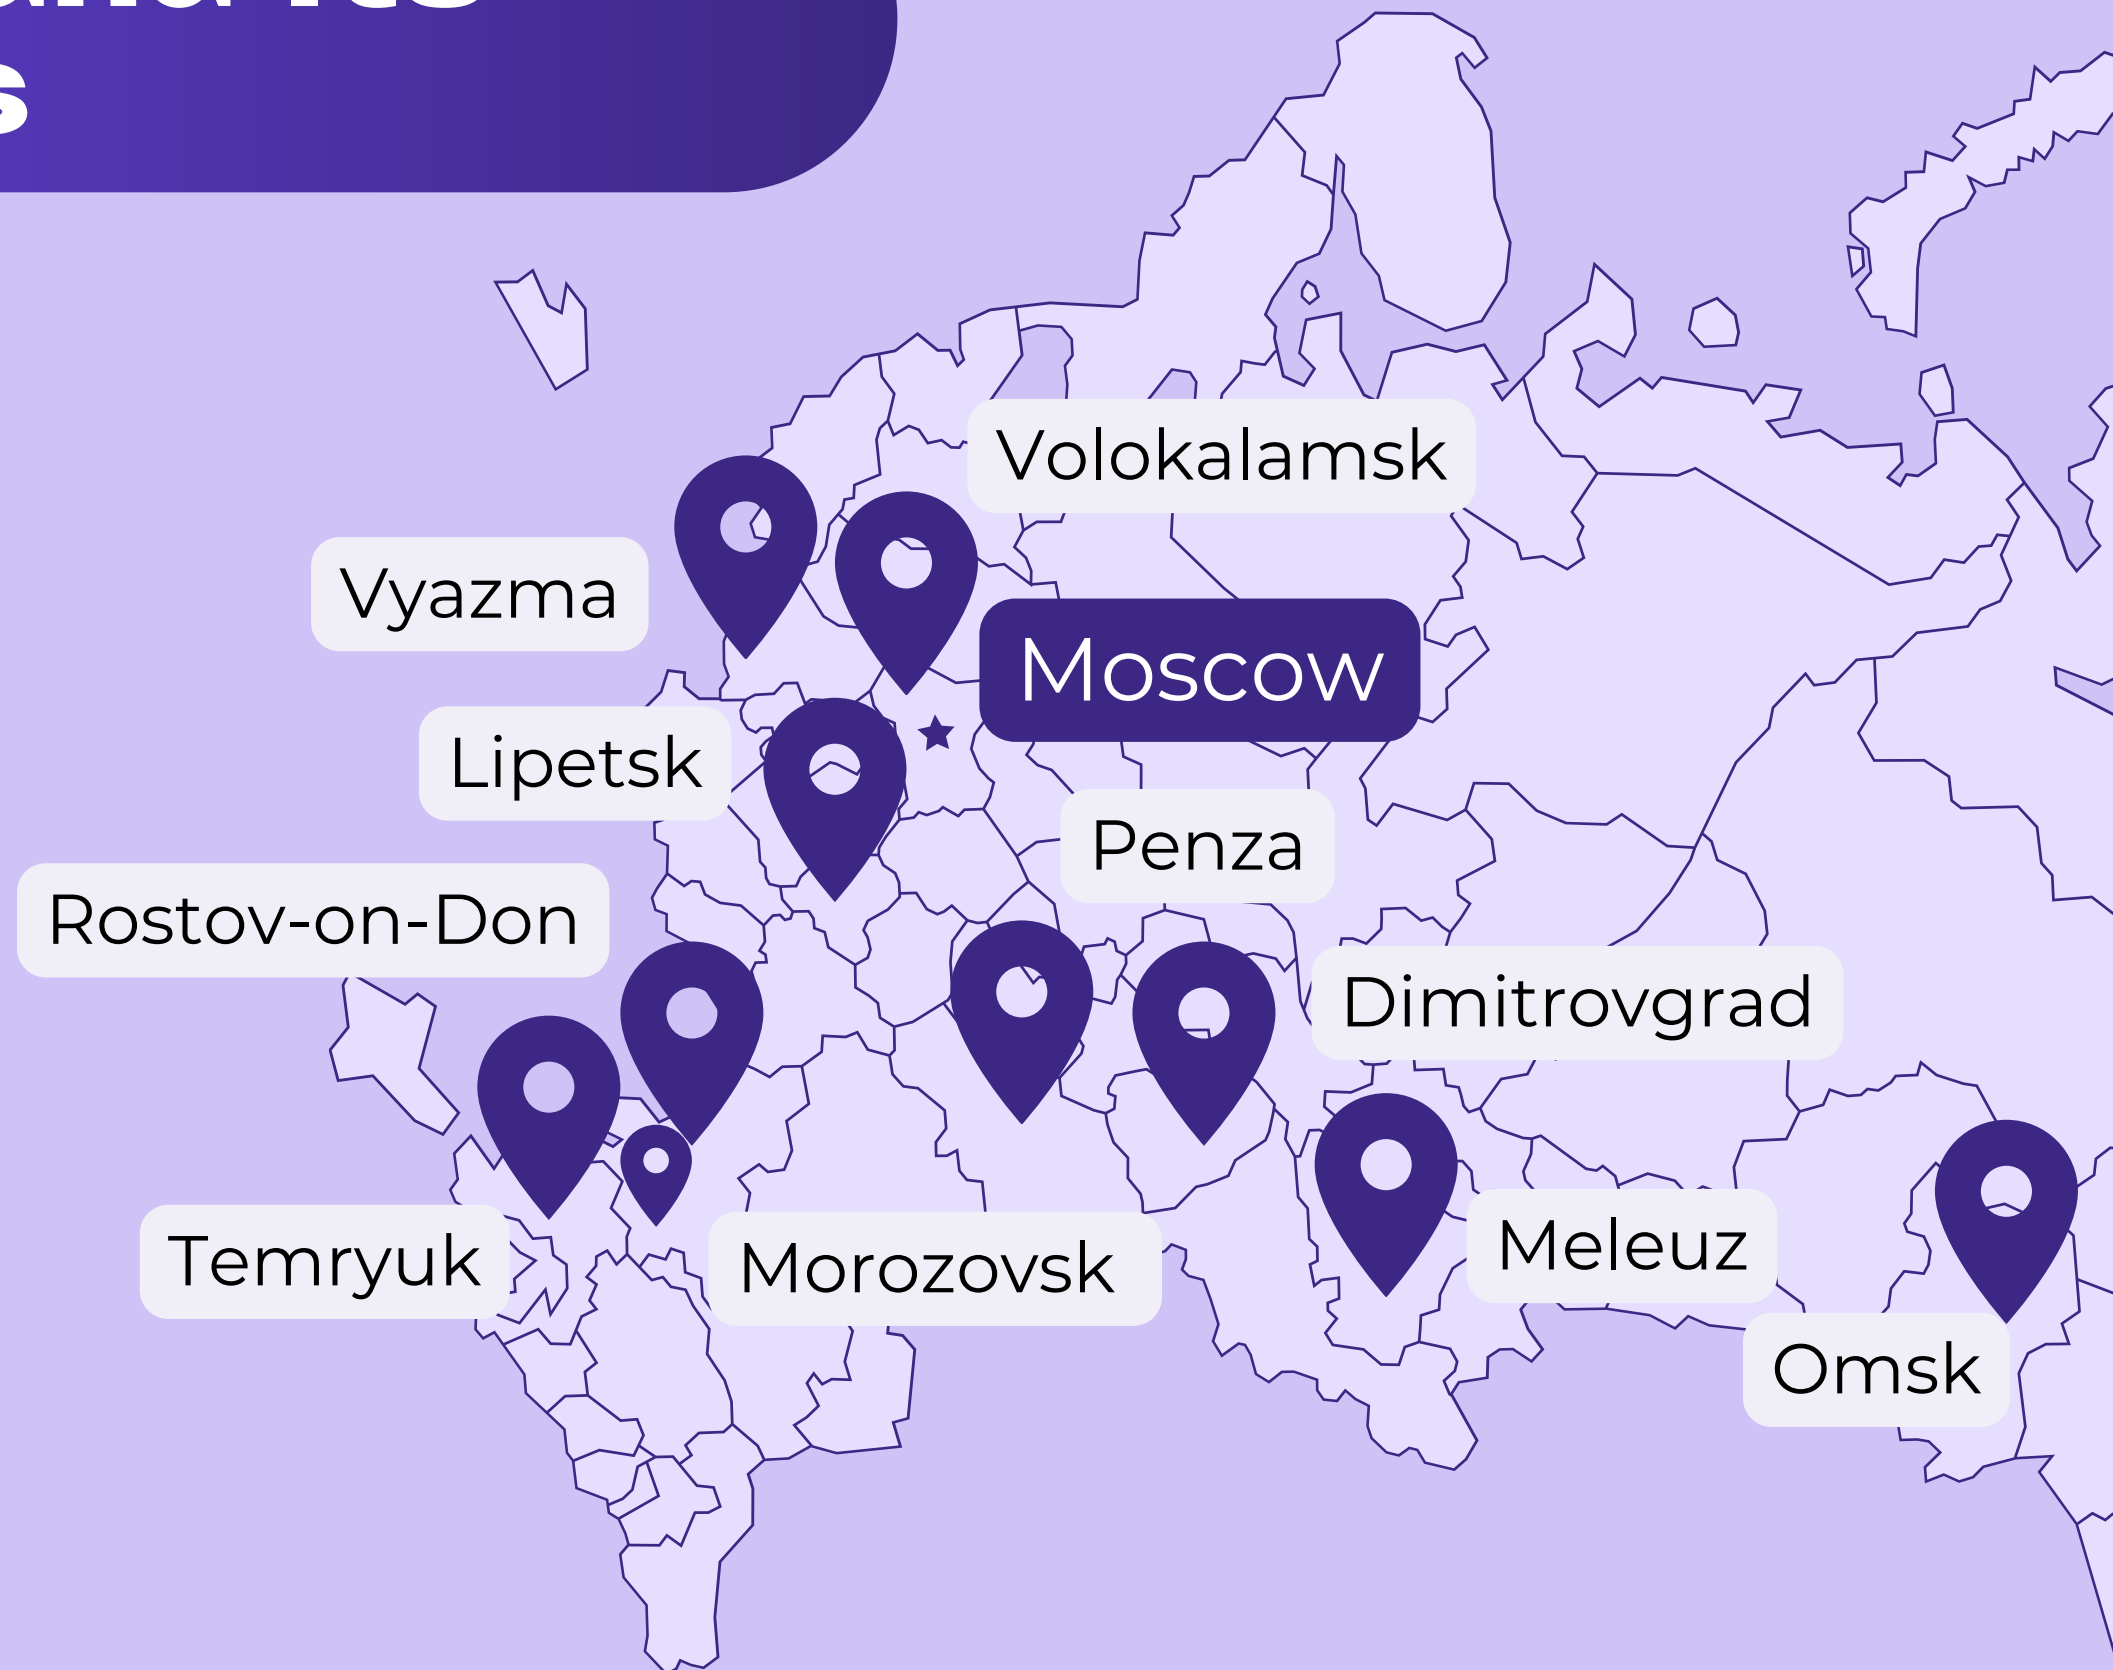 s
Volokalamsk
Vyazma
Moscow
Lipetsk
Penza
Rostov-on-Don
Dimitrovgrad
Temryuk
Morozovsk
Meleuz
Omsk